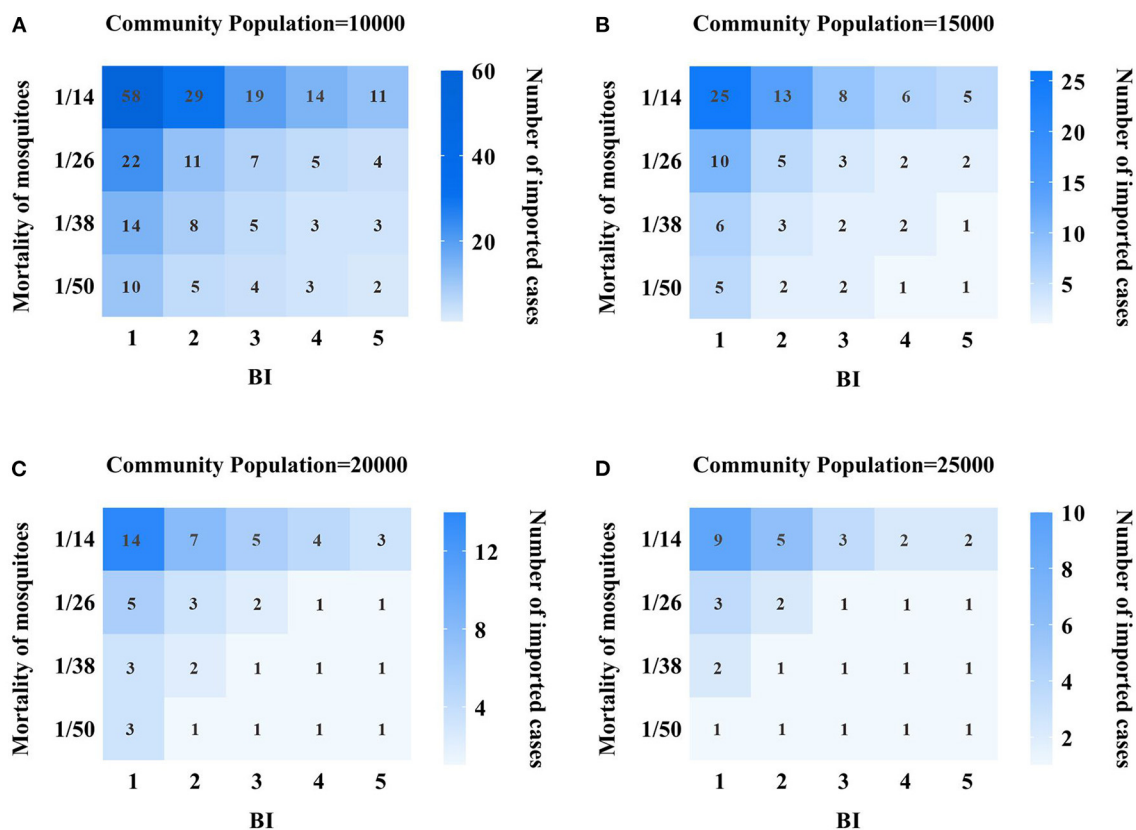 A Community Population=10000
Mortality of mosquitoes
1/14 58 29 19 14 11
1/26 22 11 7 5 4
1/38 14 8 5 3 3
1/50 10 5 4 3 2
1 2 3 4 5
BI
60
40
20
Number of imported cases
B Community Population=15000
Mortality of mosquitoes
1/14 25 13 8 6 5
1/26 10 5 3 2 2
1/38 6 3 2 2 1
1/50 5 2 2 1 1
1 2 3 4 5
BI
25
20
15
10
5
Number of imported cases
C Community Population=20000
Mortality of mosquitoes
1/14 14 7 5 4 3
1/26 5 3 2 1 1
1/38 3 2 1 1 1
1/50 3 1 1 1 1
1 2 3 4 5
BI
12
8
4
Number of imported cases
D Community Population=25000
Mortality of mosquitoes
1/14 9 5 3 2 2
1/26 3 2 1 1 1
1/38 2 1 1 1 1
1/50 1 1 1 1 1
1 2 3 4 5
BI
10
8
6
4
2
Number of imported cases